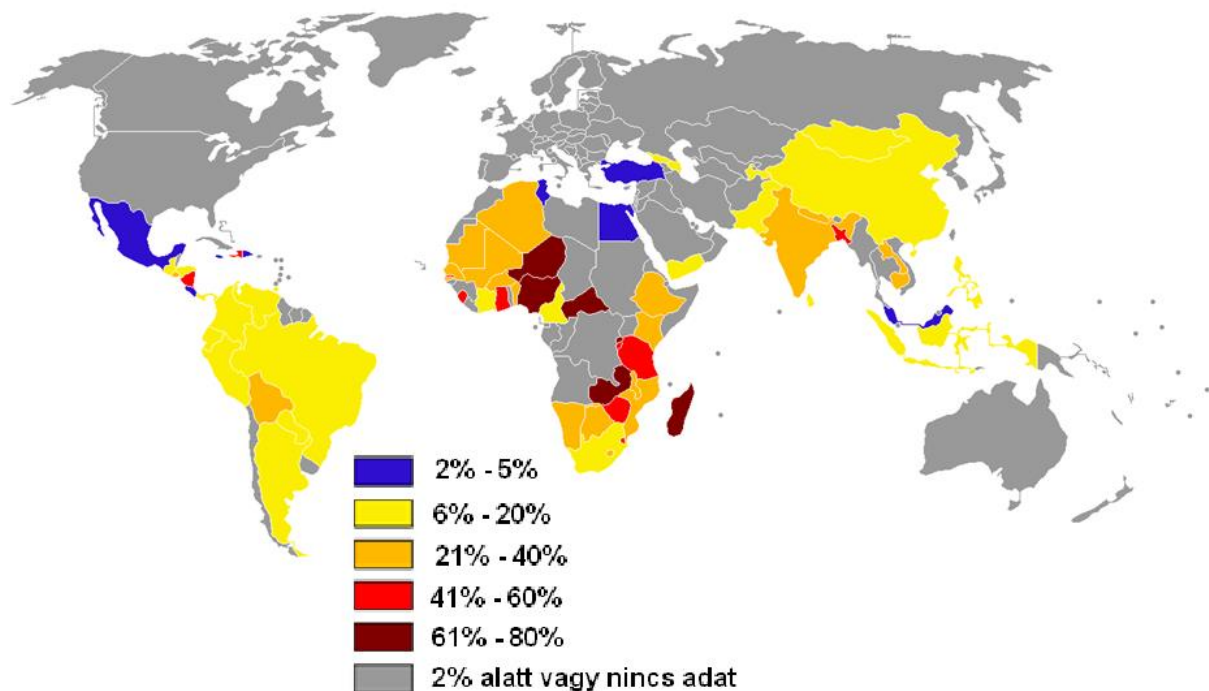 2% - 5%
6% - 20%
21% - 40%
41% - 60%
61% - 80%
2% alatt vagy nincs adat